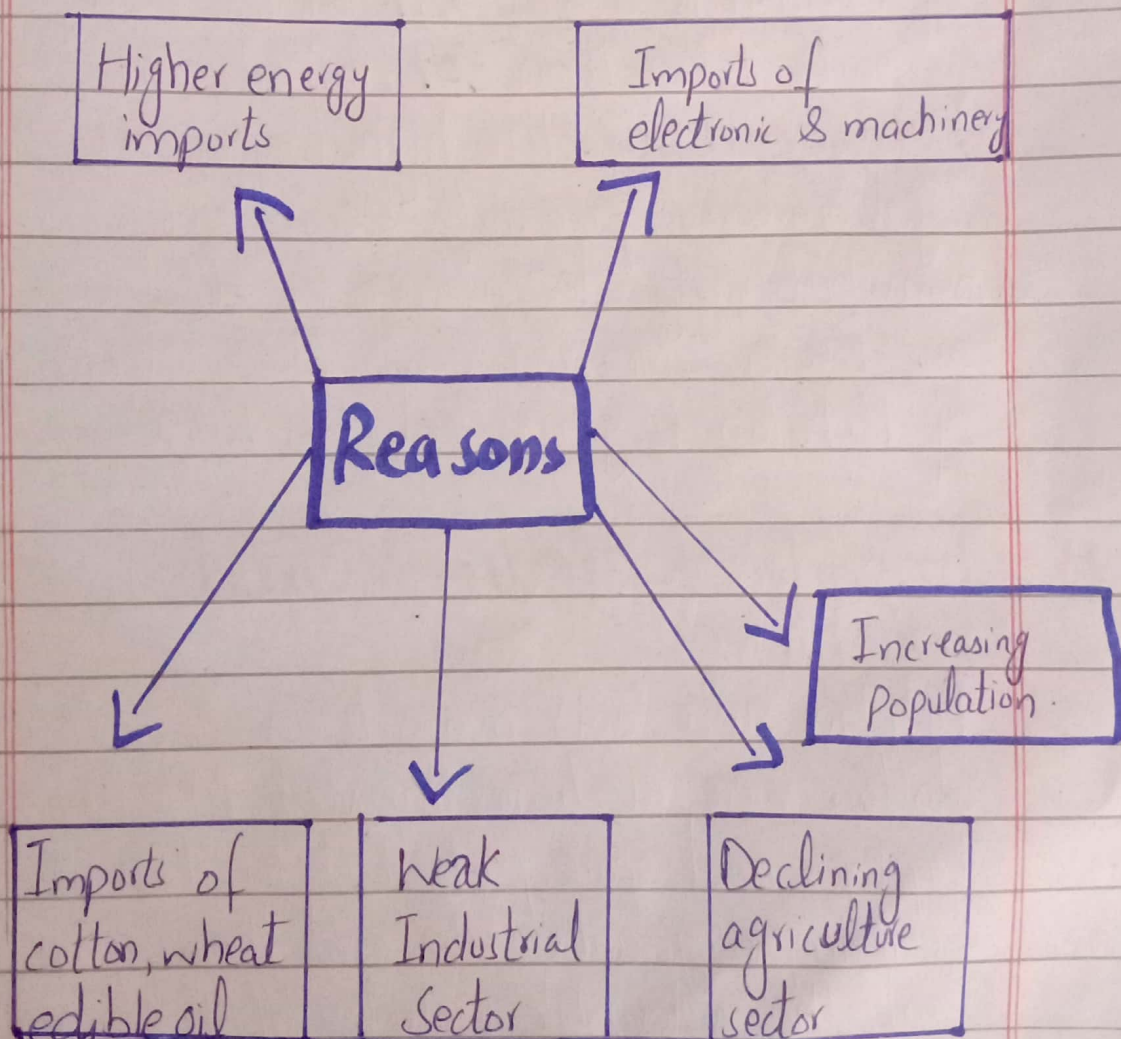 Higher energy
imports
Imports of
electronic & machinery
Reasons
Increasing
population.
Imports of
cotton, wheat
edible oil
Weak
Industrial
Sector
Declining
agriculture
sector